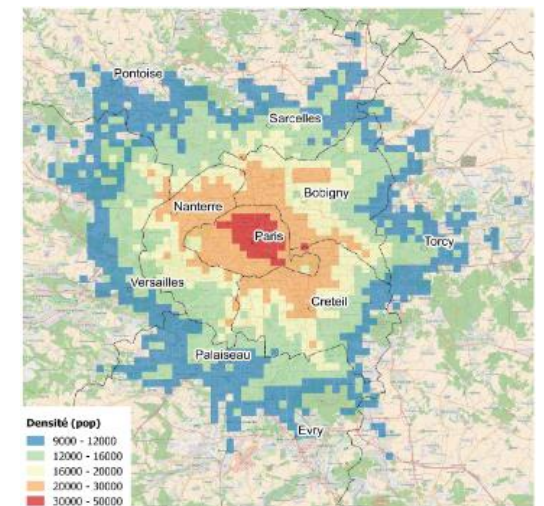 Pontoise
Sarcelles
Bobigny
Nanterre
Paris
Torcy
Versailles
Creteil
Palaiseau
Evry
Densité (pop)
9000 - 12000
12000 - 16000
16000 - 20000
20000 - 30000
30000 - 50000